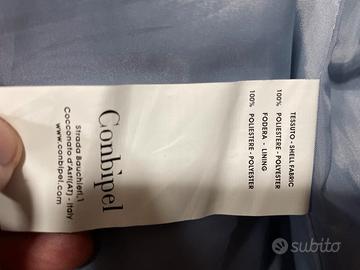 TESSUTO - SHELL FABRIC
100% POLIESTERE - POLYESTER
FODERA - LINING
100% POLIESTERE - POLYESTER
Conbipel
Strada Bauchieri,1
Cocconato d'Asti(AT) - Italy
www.conbipel.com
subito